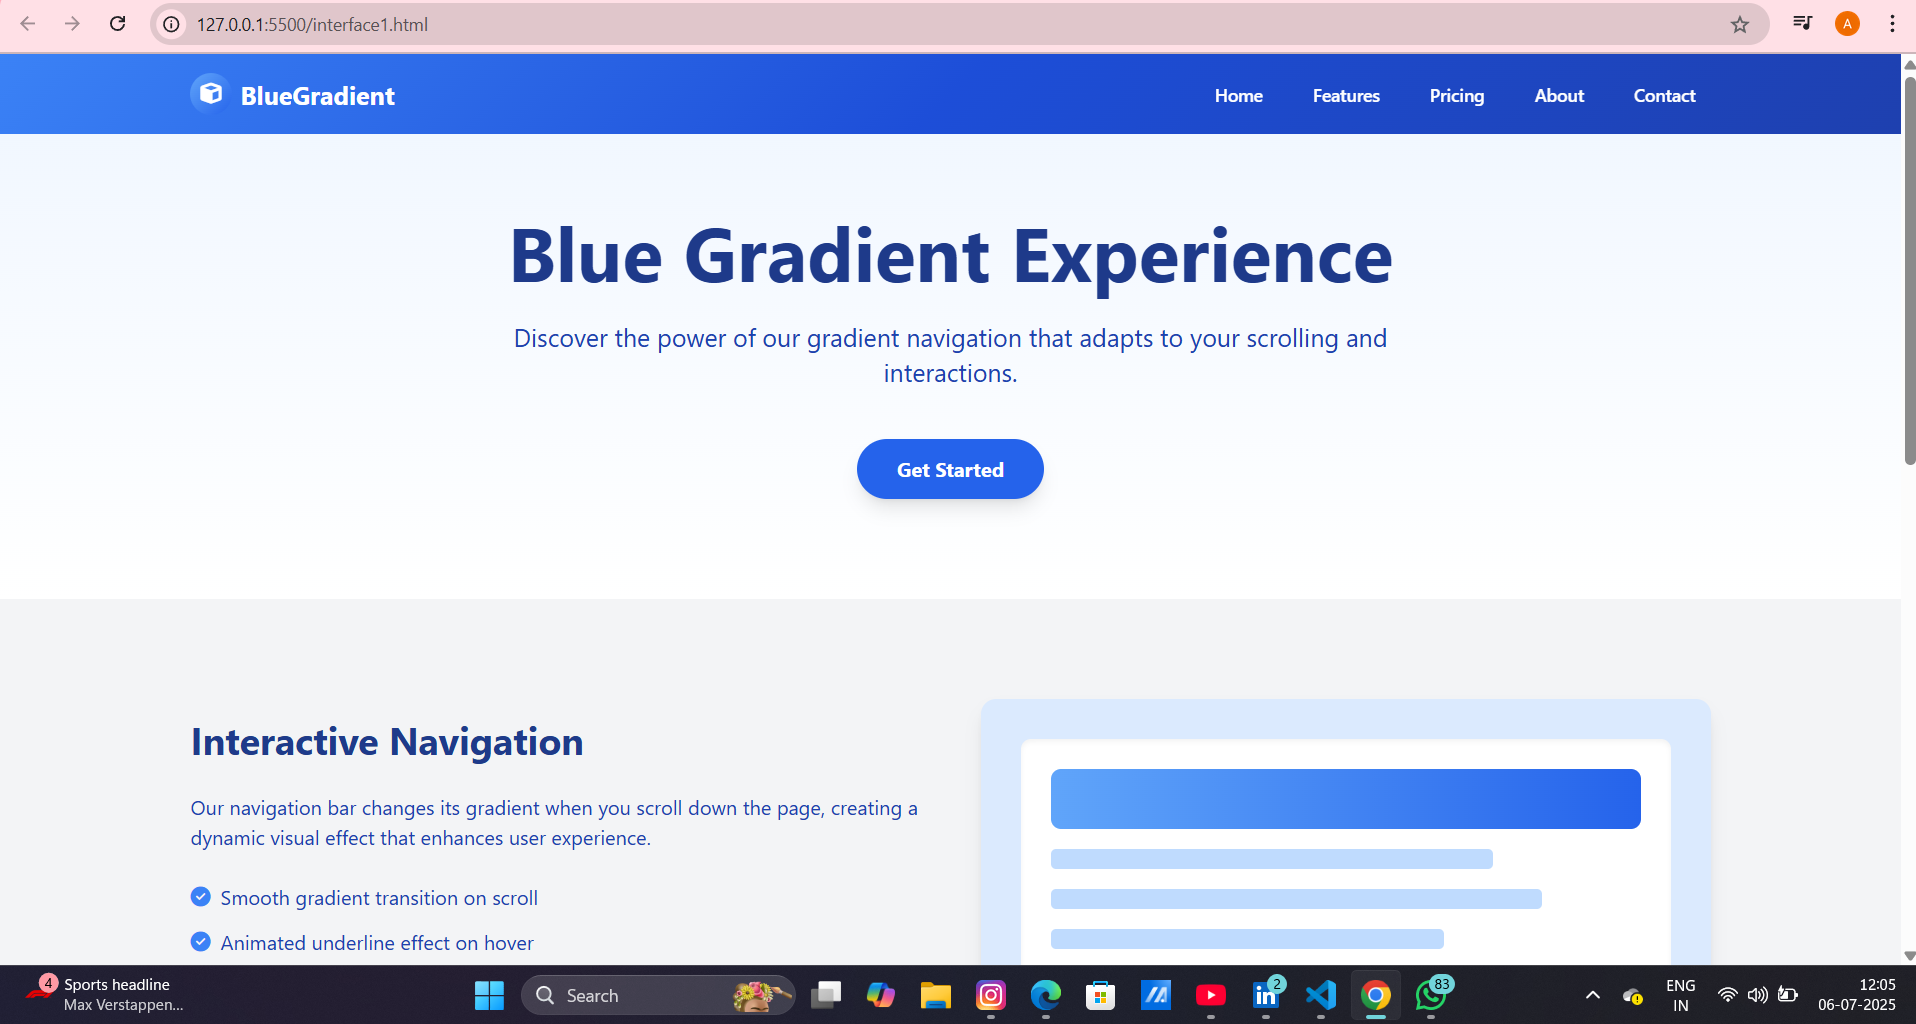 127.0.0.1:5500/interface1.html
A
BlueGradient
Home
Features
Pricing
About
Contact
Blue Gradient Experience
Discover the power of our gradient navigation that adapts to your scrolling and
interactions.
Get Started
Interactive Navigation
Our navigation bar changes its gradient when you scroll down the page, creating a
dynamic visual effect that enhances user experience.
Smooth gradient transition on scroll
Animated underline effect on hover
4
Sports headline
Max Verstappen...
Search
in
2
83
ENG
IN
12:05
06-07-2025